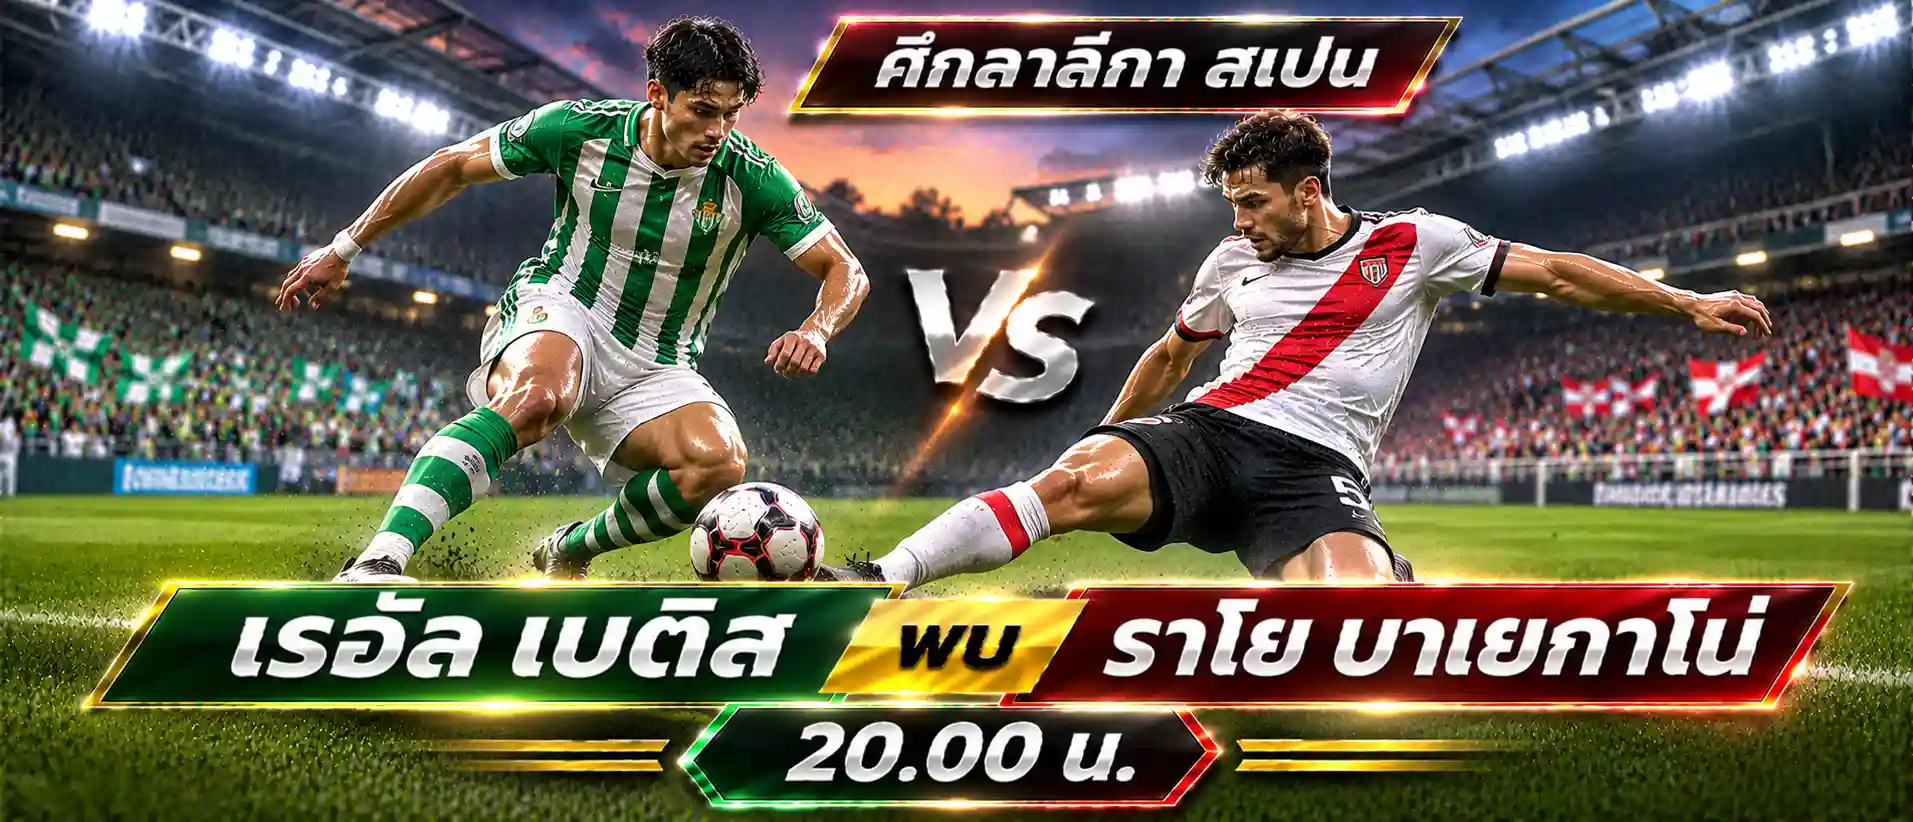 ศึกลาลีกา สเปน
VS
5
เรอัล เบติส พบ ราโย บาเยกาโน่
20.00 น.